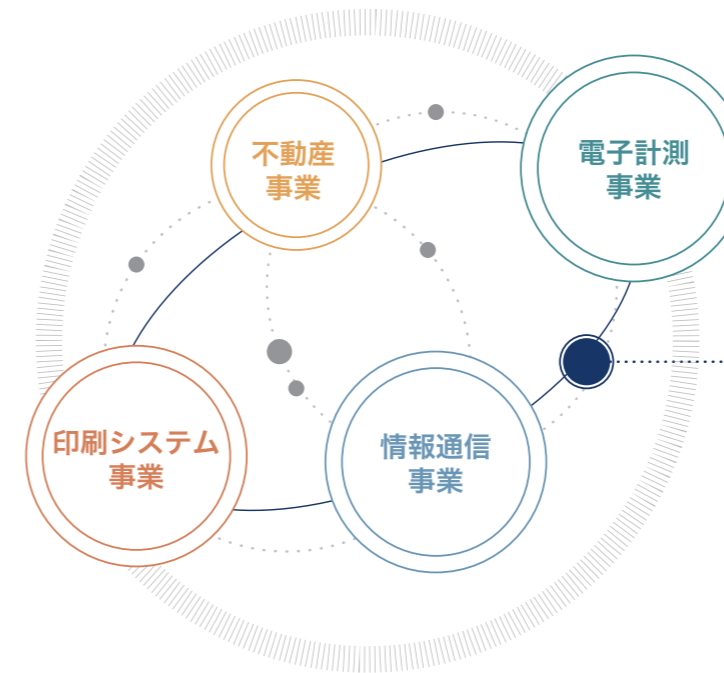 不動産
事業
電子計測
事業
印刷システム
事業
情報通信
事業